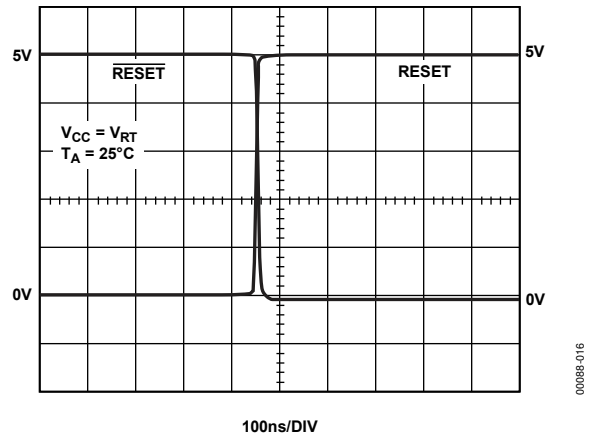 5V
5V
RESET
RESET
VCC = VRT
TA = 25°C
0V
0V
100ns/DIV
00088-016